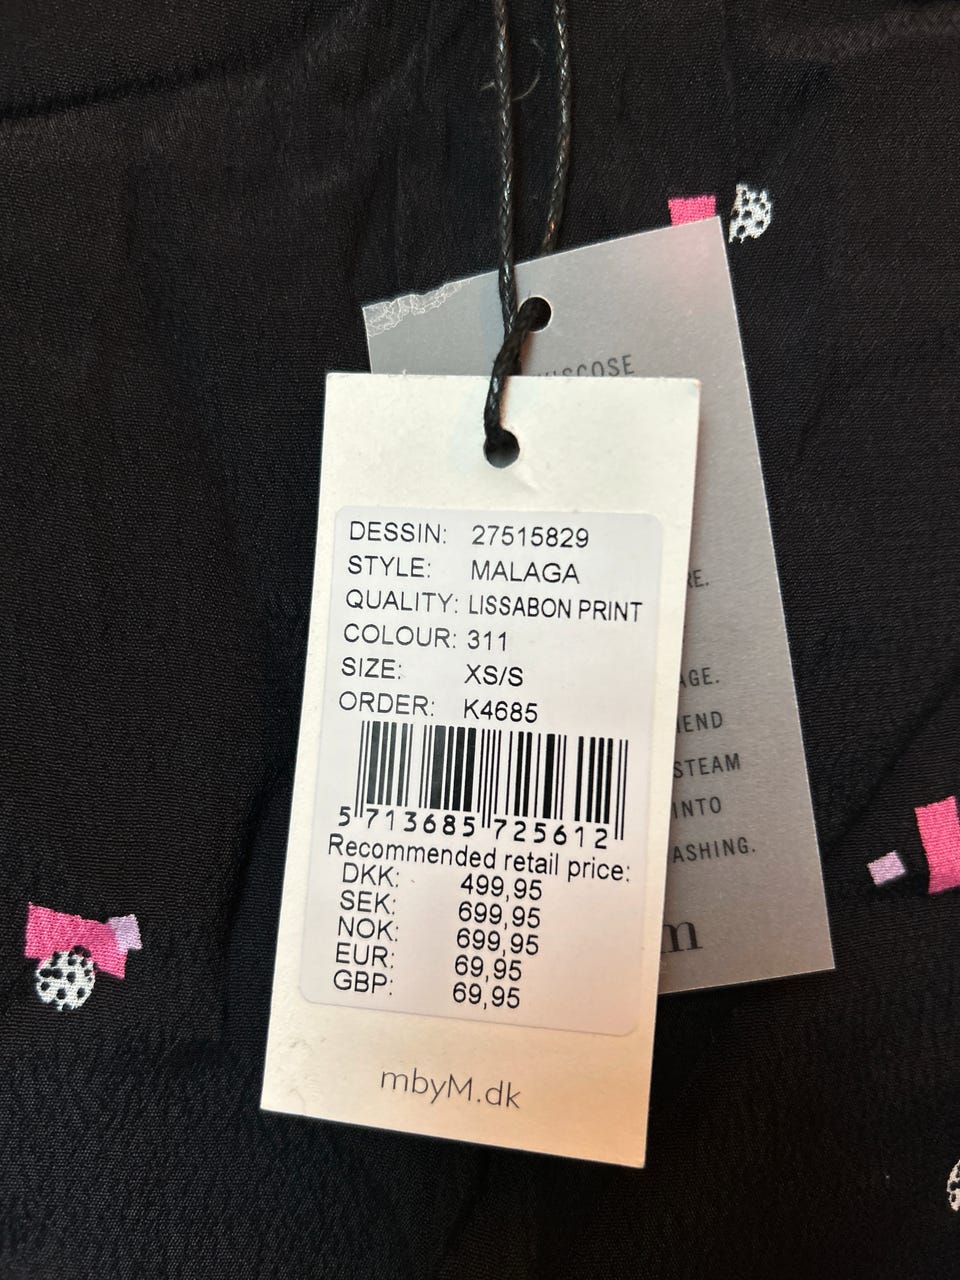 VISCOSE
DESSIN: 27515829
STYLE: MALAGA
QUALITY: LISSABON PRINT
COLOUR: 311
SIZE: XS/S
ORDER: K4685
5 713685 725612
Recommended retail price:
DKK: 499,95
SEK: 699,95
NOK: 699,95
EUR: 69,95
GBP: 69,95
mbyM.dk
RE.
AGE.
IEND
STEAM
INTO
ASHING.
m